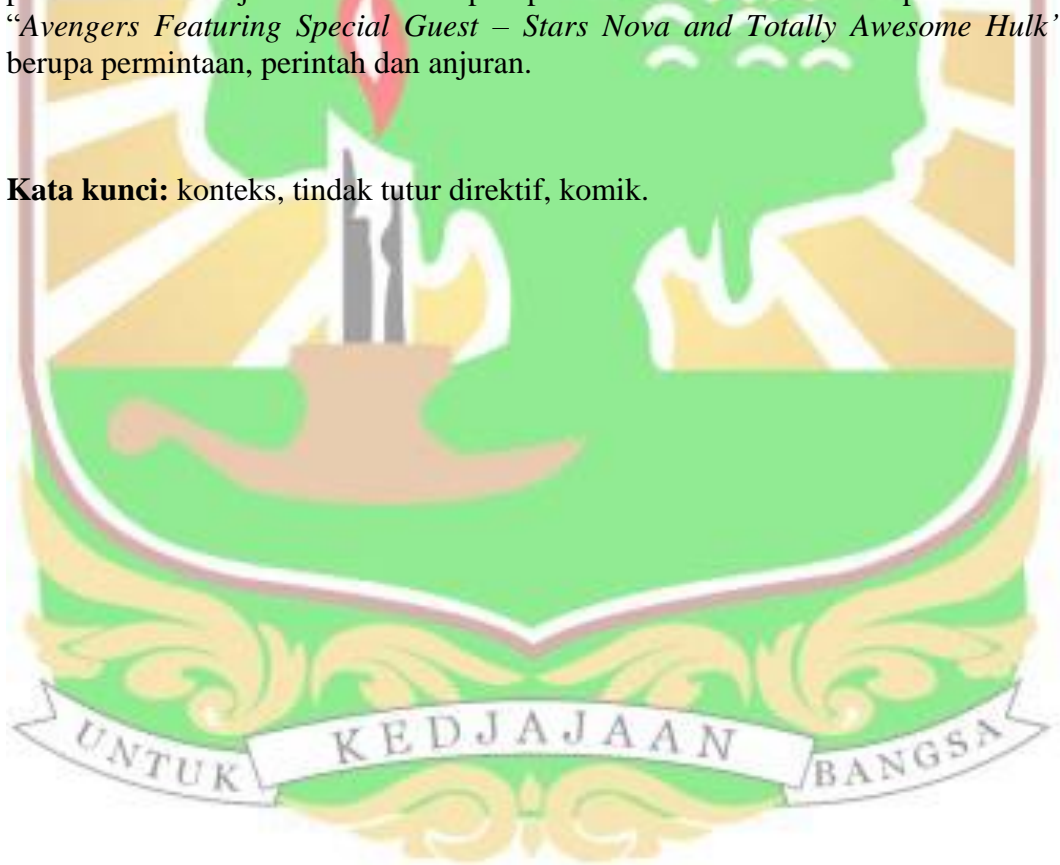 “Avengers Featuring Special Guest – Stars Nova and Totally Awesome Hulk’
berupa permintaan, perintah dan anjuran.
Kata kunci: konteks, tindak tutur direktif, komik.
UNTUK KEDJAJAAN BANGSA